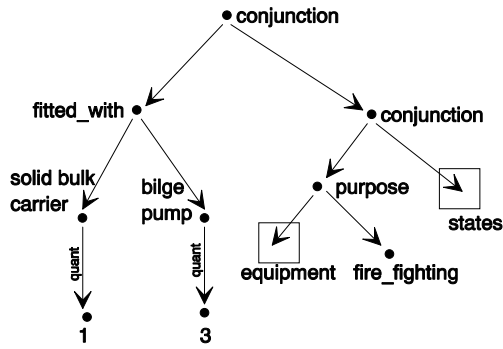 conjunction
fitted_with
conjunction
solid bulk
carrier
bilge
pump
purpose
states
quant
quant
equipment
fire_fighting
1
3